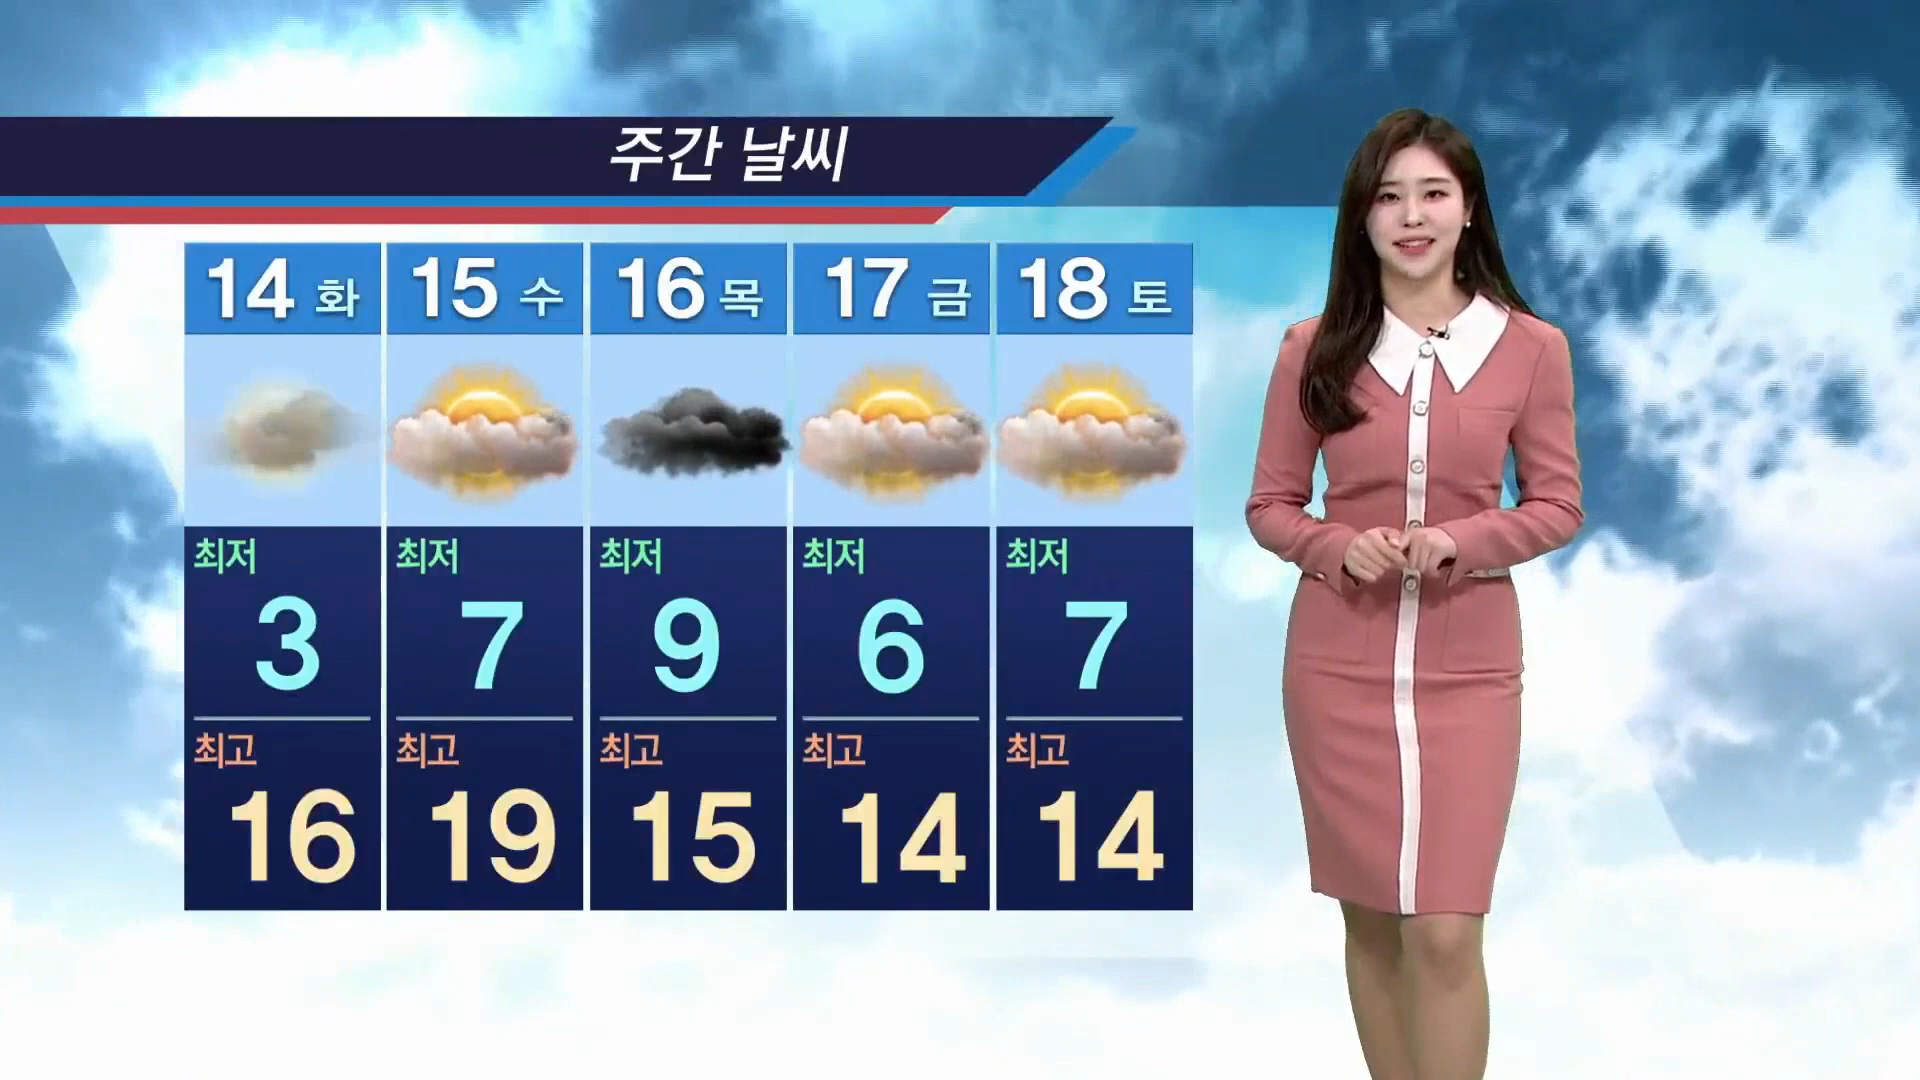 주간 날씨
14 화 15 수 16 목 17 금 18 토
최저 최저 최저 최저 최저
3 7 9 6 7
최고 최고 최고 최고 최고
16 19 15 14 14